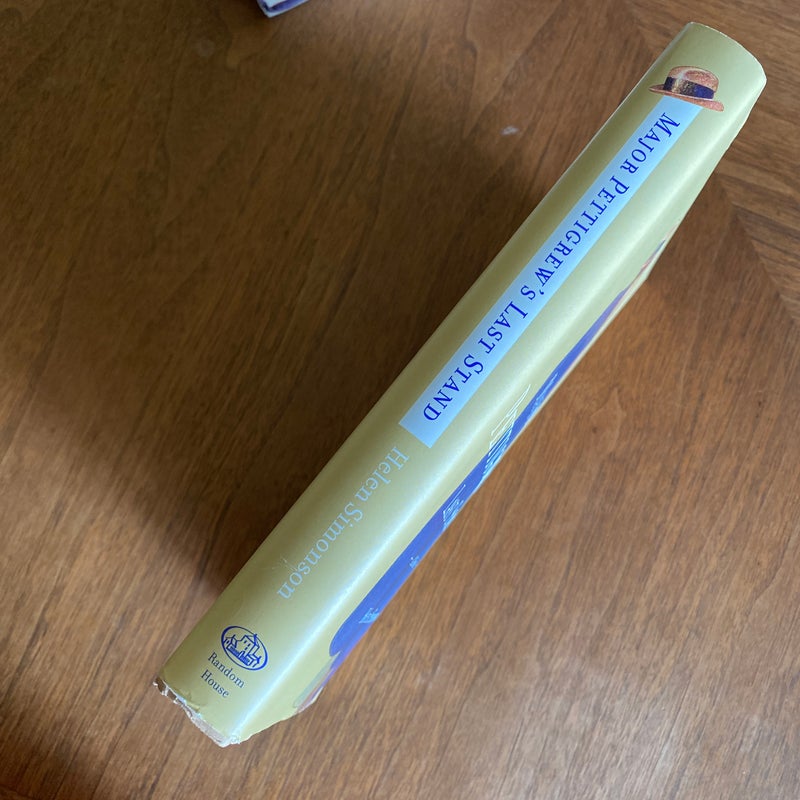 MAJOR PETTIGREW'S LAST STAND
Helen Simonson
Random
House